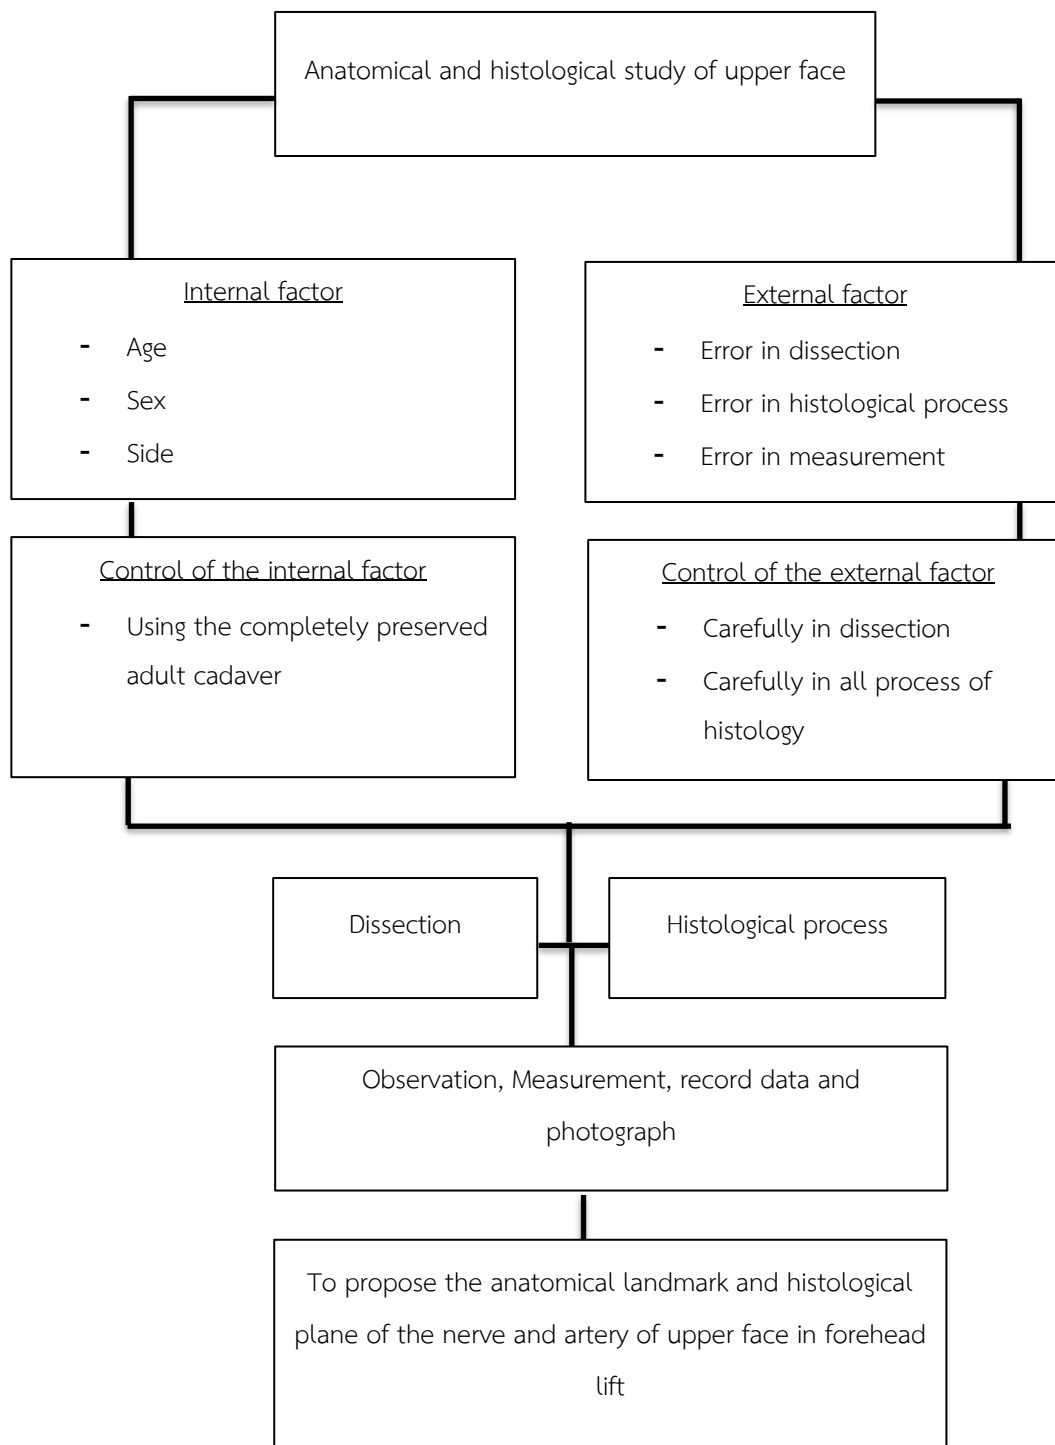 Anatomical and histological study of upper face
Internal factor
- Age
- Sex
- Side
External factor
- Error in dissection
- Error in histological process
- Error in measurement
Control of the internal factor
- Using the completely preserved
adult cadaver
Control of the external factor
- Carefully in dissection
- Carefully in all process of
histology
Dissection
Histological process
Observation, Measurement, record data and
photograph
To propose the anatomical landmark and histological
plane of the nerve and artery of upper face in forehead
lift